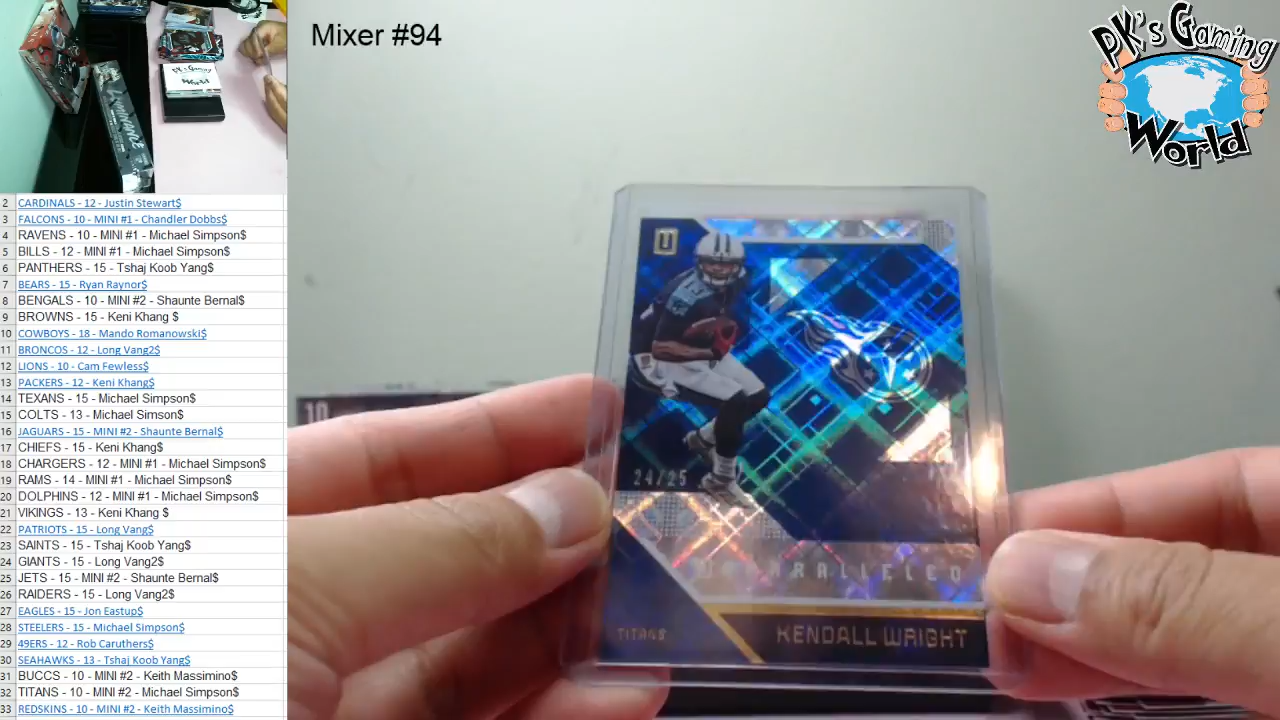 Mixer #94
PK's Gaming
World
2 CARDINALS - 12 - Justin Stewart$
3 FALCONS - 10 - MINI #1 - Chandler Dobbs$
4 RAVENS - 10 - MINI #1 - Michael Simpson$
5 BILLS - 12 - MINI #1 - Michael Simpson$
6 PANTHERS - 15 - Tshaj Koob Yang$
7 BEARS - 15 - Ryan Raynor$
8 BENGALS - 10 - MINI #2 - Shaunte Bernal$
9 BROWNS - 15 - Keni Khang $
10 COWBOYS - 18 - Mando Romanowski$
11 BRONCOS - 12 - Long Vang2$
12 LIONS - 10 - Cam Fewless$
13 PACKERS - 12 - Keni Khang$
14 TEXANS - 15 - Michael Simpson$
15 COLTS - 13 - Michael Simson$
16 JAGUARS - 15 - MINI #2 - Shaunte Bernal$
17 CHIEFS - 15 - Keni Khang$
18 CHARGERS - 12 - MINI #1 - Michael Simpson$
19 RAMS - 14 - MINI #1 - Michael Simpson$
20 DOLPHINS - 12 - MINI #1 - Michael Simpson$
21 VIKINGS - 13 - Keni Khang $
22 PATRIOTS - 15 - Long Vang$
23 SAINTS - 15 - Tshaj Koob Yang$
24 GIANTS - 15 - Long Vang2$
25 JETS - 15 - MINI #2 - Shaunte Bernal$
26 RAIDERS - 15 - Long Vang2$
27 EAGLES - 15 - Jon Eastup$
28 STEELERS - 15 - Michael Simpson$
29 49ERS - 12 - Rob Caruthers$
30 SEAHAWKS - 13 - Tshaj Koob Yang$
31 BUCCS - 10 - MINI #2 - Keith Massimino$
32 TITANS - 10 - MINI #2 - Michael Simpson$
33 REDSKINS - 10 - MINI #2 - Keith Massimino$
U
24/25
UNPARALLELED
TITANS
KENDALL WRIGHT
10
LUMINANCE